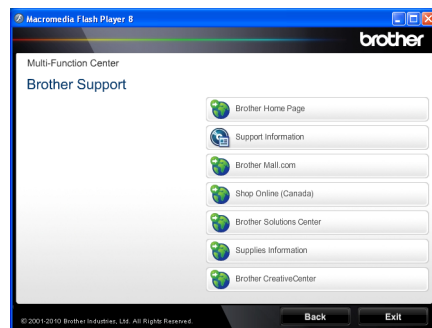 Macromedia Flash Player 8
brother
Multi-Function Center
Brother Support
Brother Home Page
Support Information
Brother Mall.com
Shop Online (Canada)
Brother Solutions Center
Supplies Information
Brother CreativeCenter
© 2001-2010 Brother Industries, Ltd. All Rights Reserved.
Back
Exit